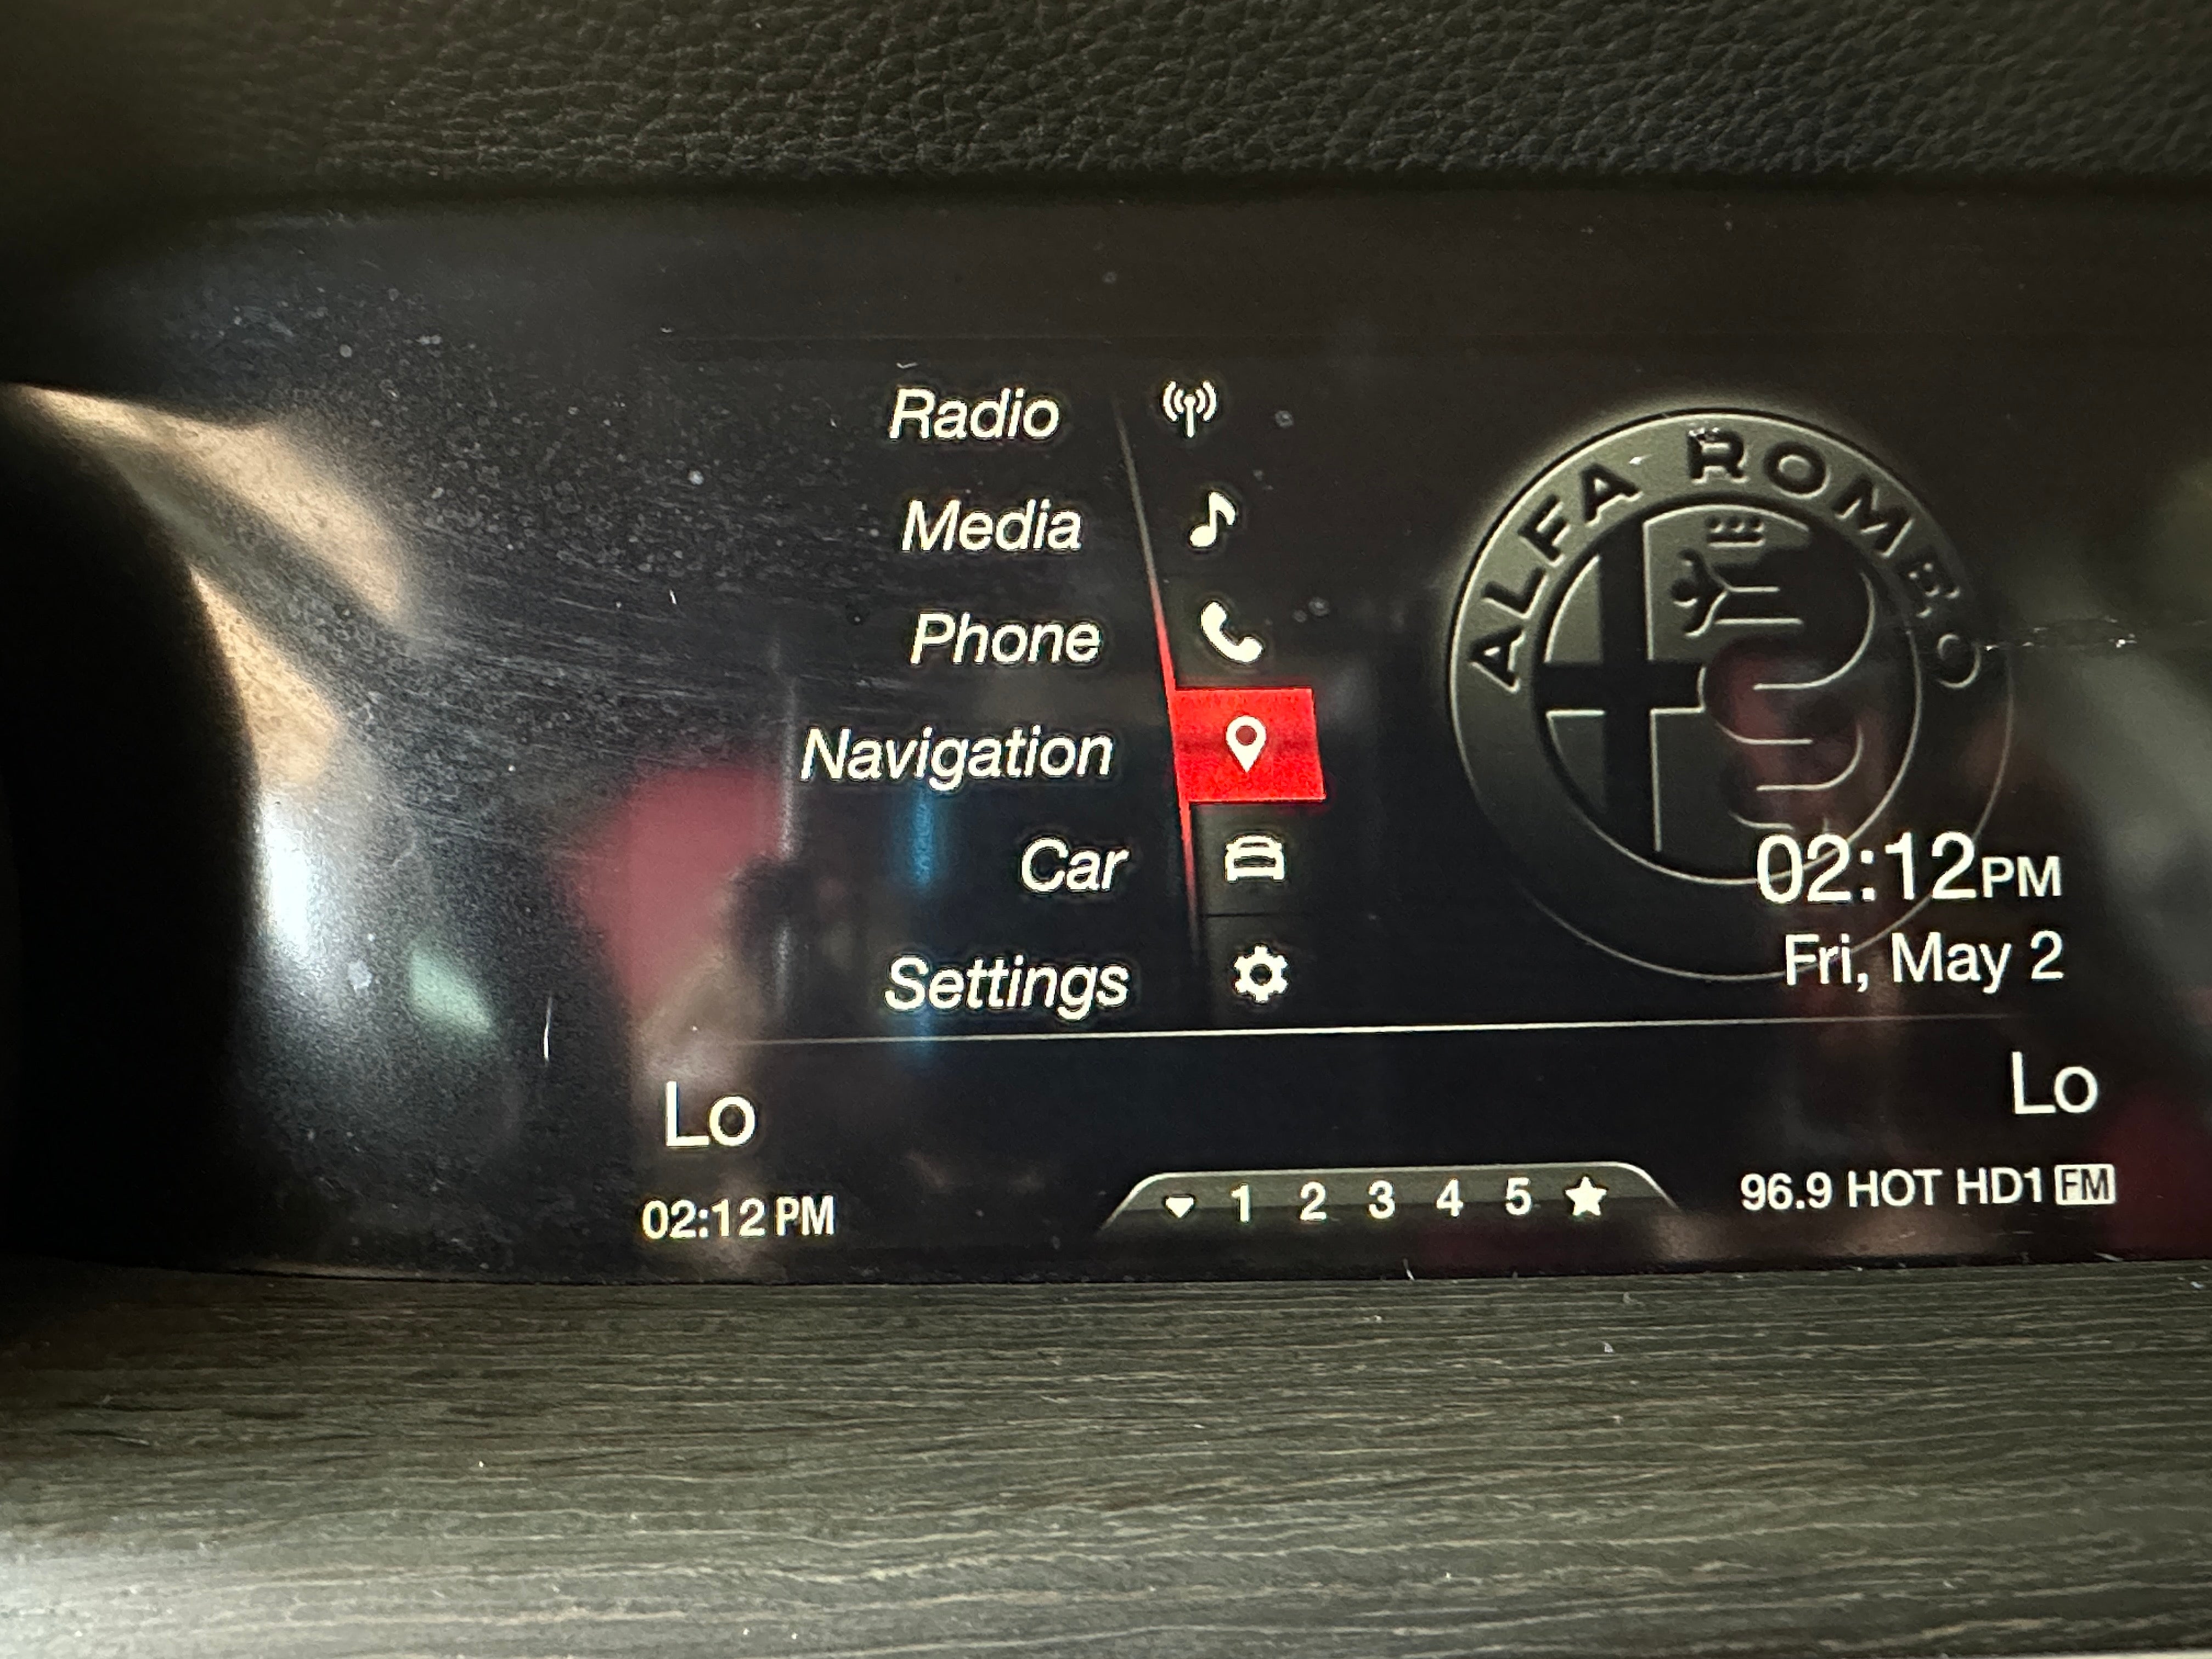 Radio
Media
Phone
Navigation
Car
Settings
ALFA ROMEO
02:12PM
Fri, May 2
Lo
Lo
02:12 PM
1 2 3 4 5
96.9 HOT HD1 FM